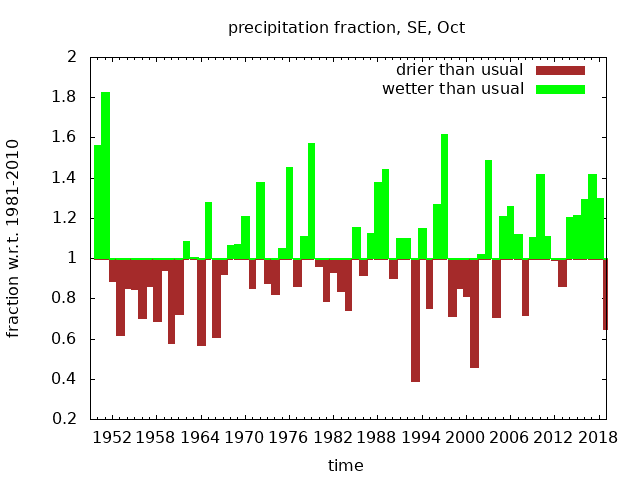 precipitation fraction, SE, Oct
drier than usual
wetter than usual
fraction w.r.t. 1981-2010
2
1.8
1.6
1.4
1.2
1
0.8
0.6
0.4
0.2
1952 1958 1964 1970 1976 1982 1988 1994 2000 2006 2012 2018
time